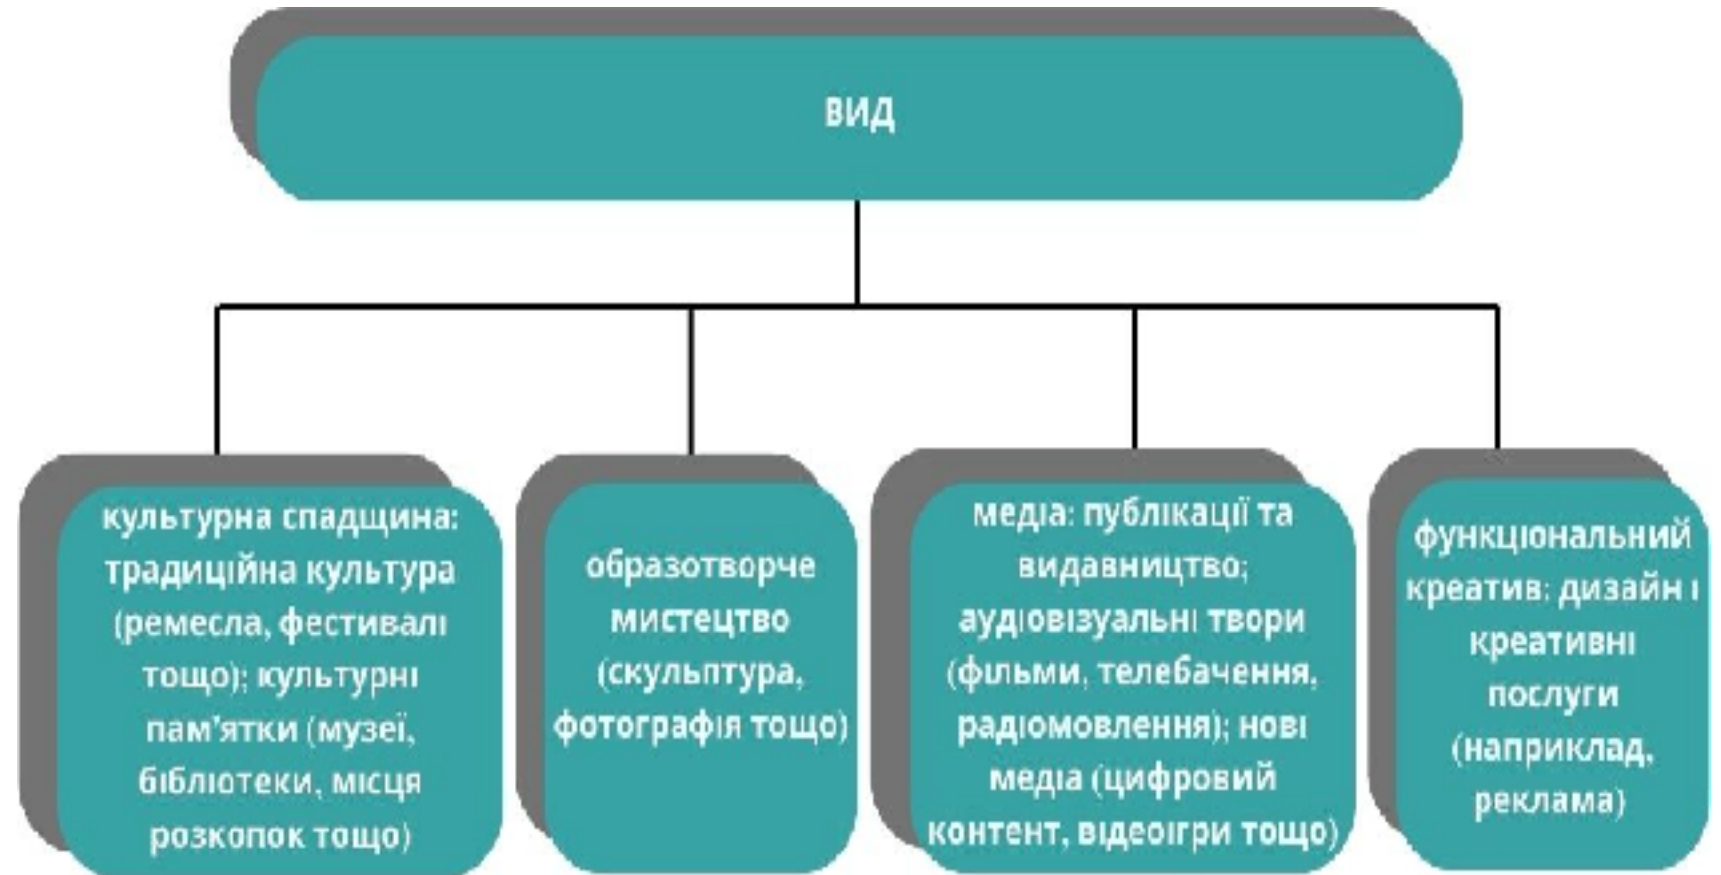 ВИД
культурна спадщина:
традиційна культура
(ремесла, фестивалі
тощо); культурні
пам'ятки (музеї,
бібліотеки, місця
розкопок тощо)
образотворче
мистецтво
(скульптура,
фотографія тощо)
медіа: публікації та
видавництво;
аудіовізуальні твори
(фільми, телебачення,
радіомовлення); нові
медіа (цифровий
контент, відеоігри тощо)
функціональний
креатив: дизайн і
креативні
послуги
(наприклад,
реклама)